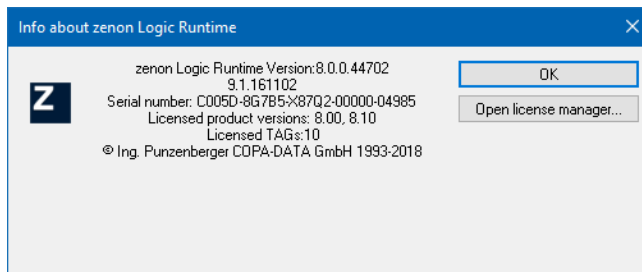 Info about zenon Logic Runtime
zenon Logic Runtime Version:8.0.0.44702
9.1.161102
Serial number: C005D-8G7B5-X87Q2-00000-04985
Licensed product versions: 8.00, 8.10
Licensed TAGs:10
© Ing. Punzenberger COPA-DATA GmbH 1993-2018
Z
OK
Open license manager...